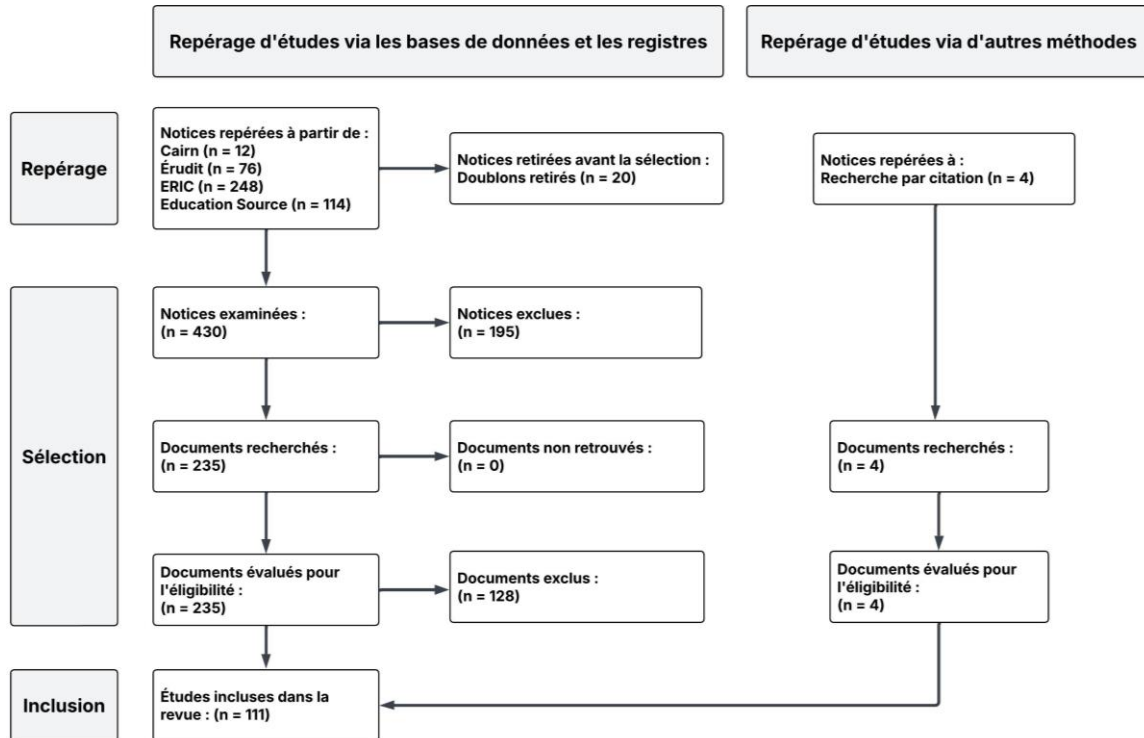 Repérage d'études via les bases de données et les registres
Repérage d'études via d'autres méthodes
Repérage
Notices repérées à partir de :
Cairn (n = 12)
Érudit (n = 76)
ERIC (n = 248)
Education Source (n = 114)
Notices retirées avant la sélection :
Doublons retirés (n = 20)
Notices repérées à :
Recherche par citation (n = 4)
Sélection
Notices examinées :
(n = 430)
Notices exclues :
(n = 195)
Documents recherchés :
(n = 235)
Documents non retrouvés :
(n = 0)
Documents recherchés :
(n = 4)
Documents évalués pour
l'éligibilité :
(n = 235)
Documents exclus :
(n = 128)
Documents évalués pour
l'éligibilité :
(n = 4)
Inclusion
Études incluses dans la
revue : (n = 111)